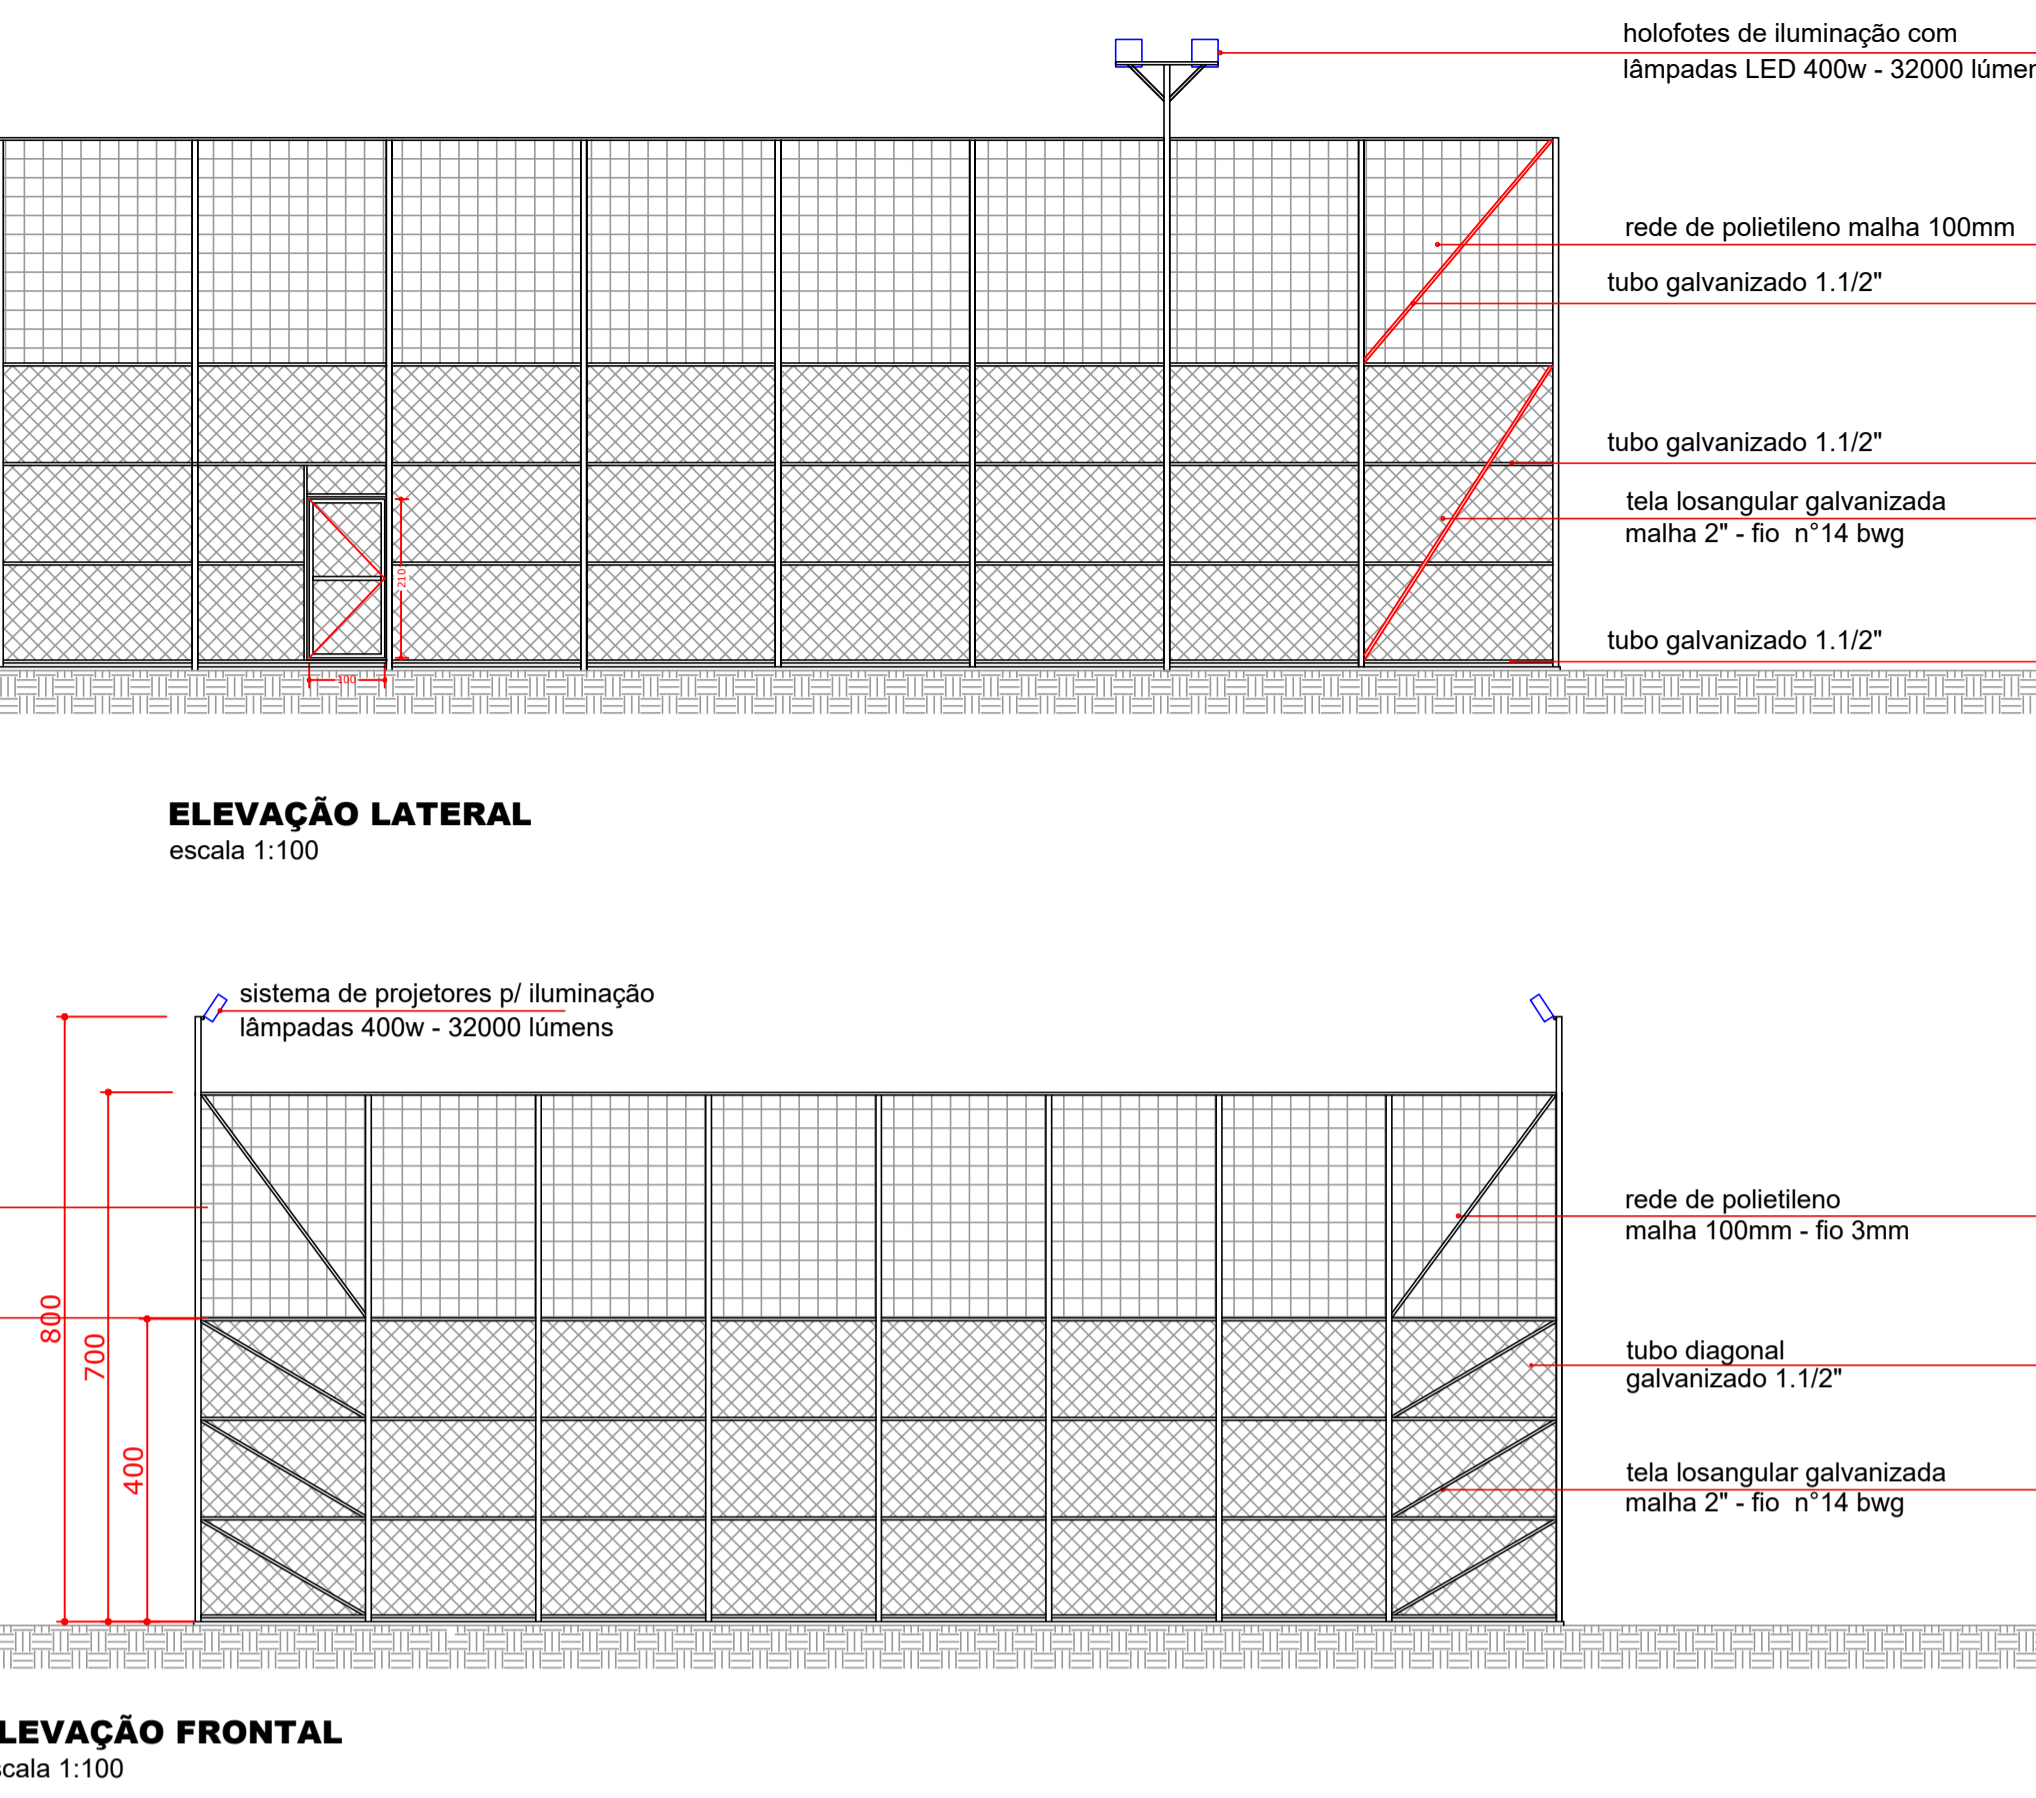 holofotes de iluminação com
lâmpadas LED 400w - 32000 lúmen
rede de polietileno malha 100mm
tubo galvanizado 1.1/2"
tubo galvanizado 1.1/2"
tela losangular galvanizada
malha 2" - fio n°14 bwg
210
tubo galvanizado 1.1/2"
100
ELEVAÇÃO LATERAL
escala 1:100
sistema de projetores p/ iluminação
lâmpadas 400w - 32000 lúmens
rede de polietileno
malha 100mm - fio 3mm
800
700
400
tubo diagonal
galvanizado 1.1/2"
tela losangular galvanizada
malha 2" - fio n°14 bwg
LEVAÇÃO FRONTAL
scala 1:100